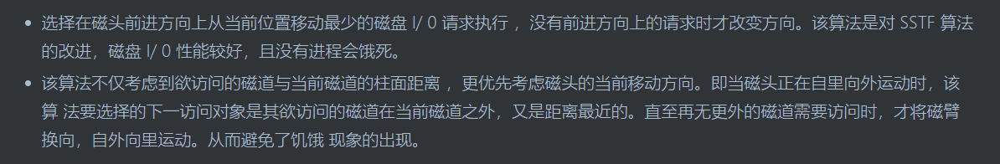 选择在磁头前进方向上从当前位置移动最少的磁盘 I/ 0 请求执行 ，没有前进方向上的请求时才改变方向。该算法是对 SSTF 算法
的改进，磁盘 I/ 0 性能较好，且没有进程会饿死。
该算法不仅考虑到欲访问的磁道与当前磁道的柱面距离 ，更优先考虑磁头的当前移动方向。即当磁头正在自里向外运动时，该
算 法要选择的下一访问对象是其欲访问的磁道在当前磁道之外，又是距离最近的。直至再无更外的磁道需要访问时，才将磁臂
换向，自外向里运动。从而避免了饥饿 现象的出现。